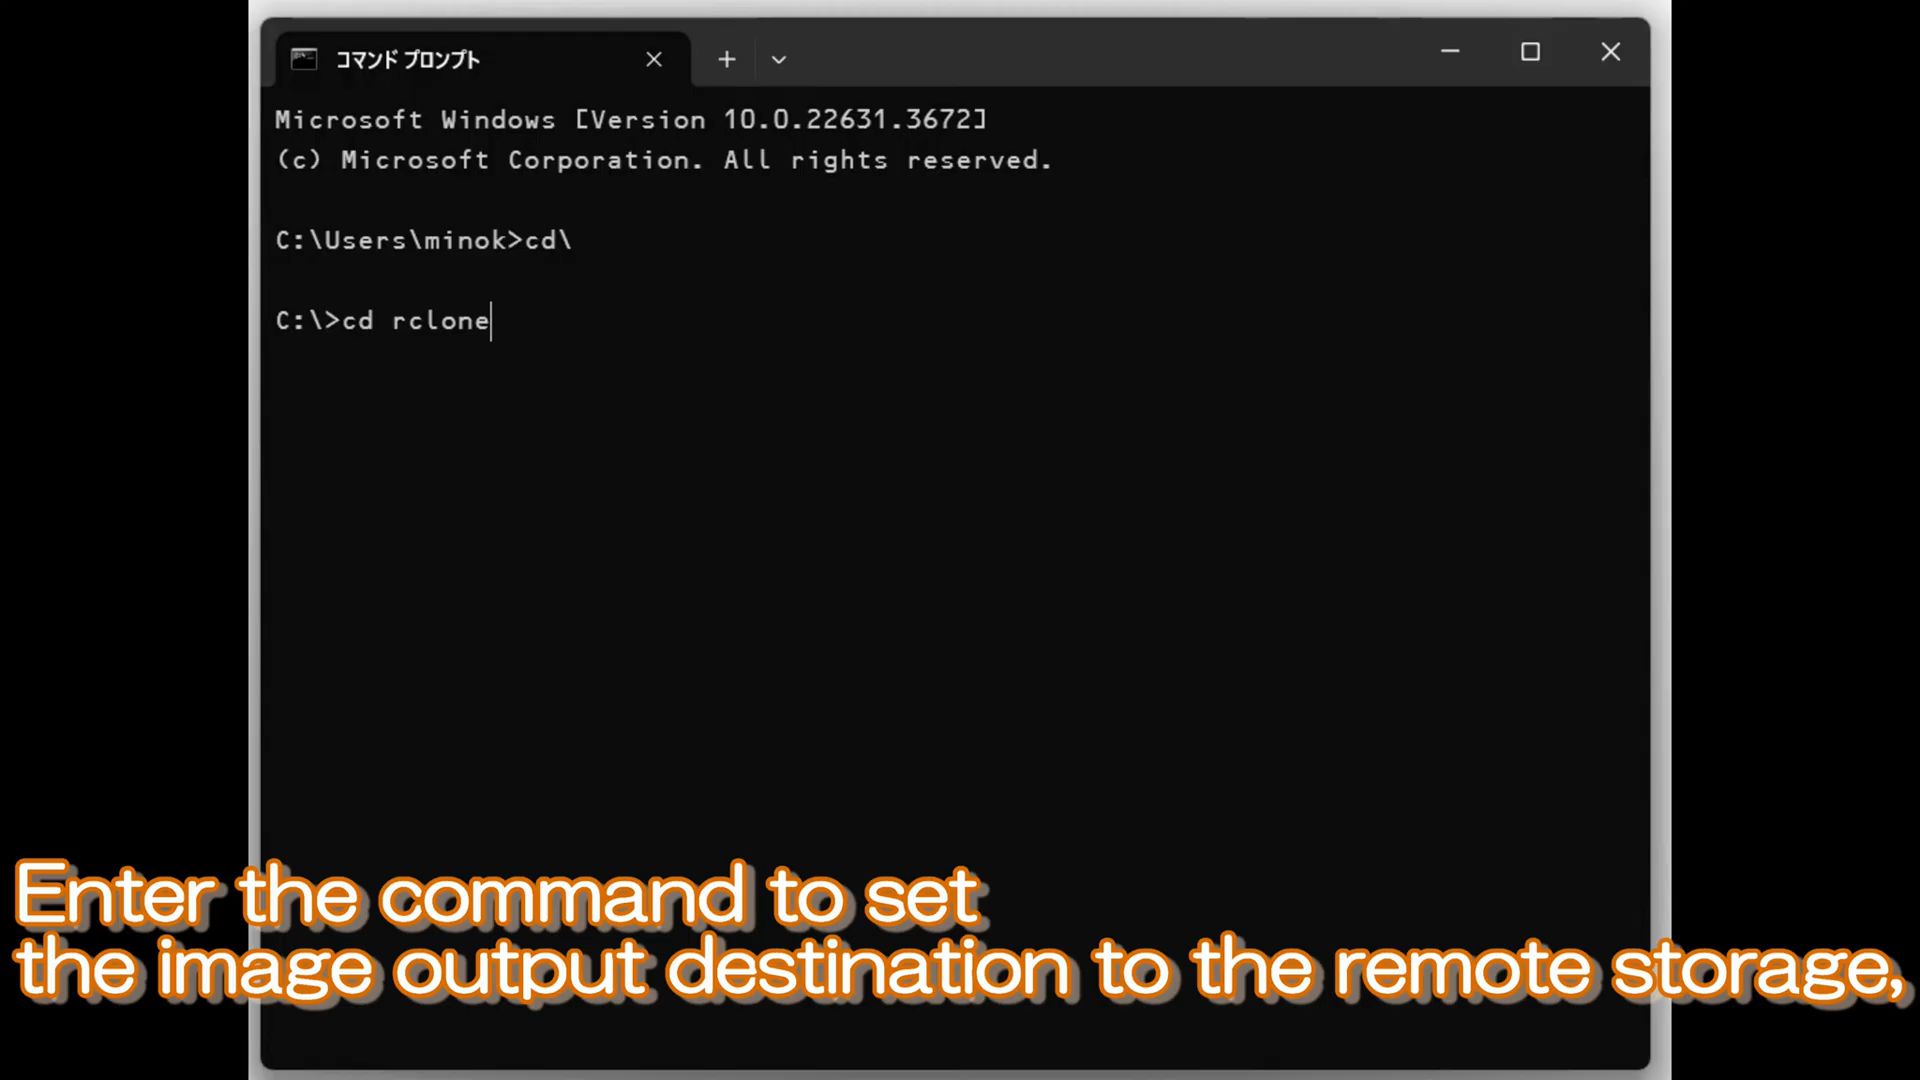 コマンド プロンプト
Microsoft Windows [Version 10.0.22631.3672]
(c) Microsoft Corporation. All rights reserved.
C:\Users\minok>cd\
C:\>cd rclone
Enter the command to set
the image output destination to the remote storage,